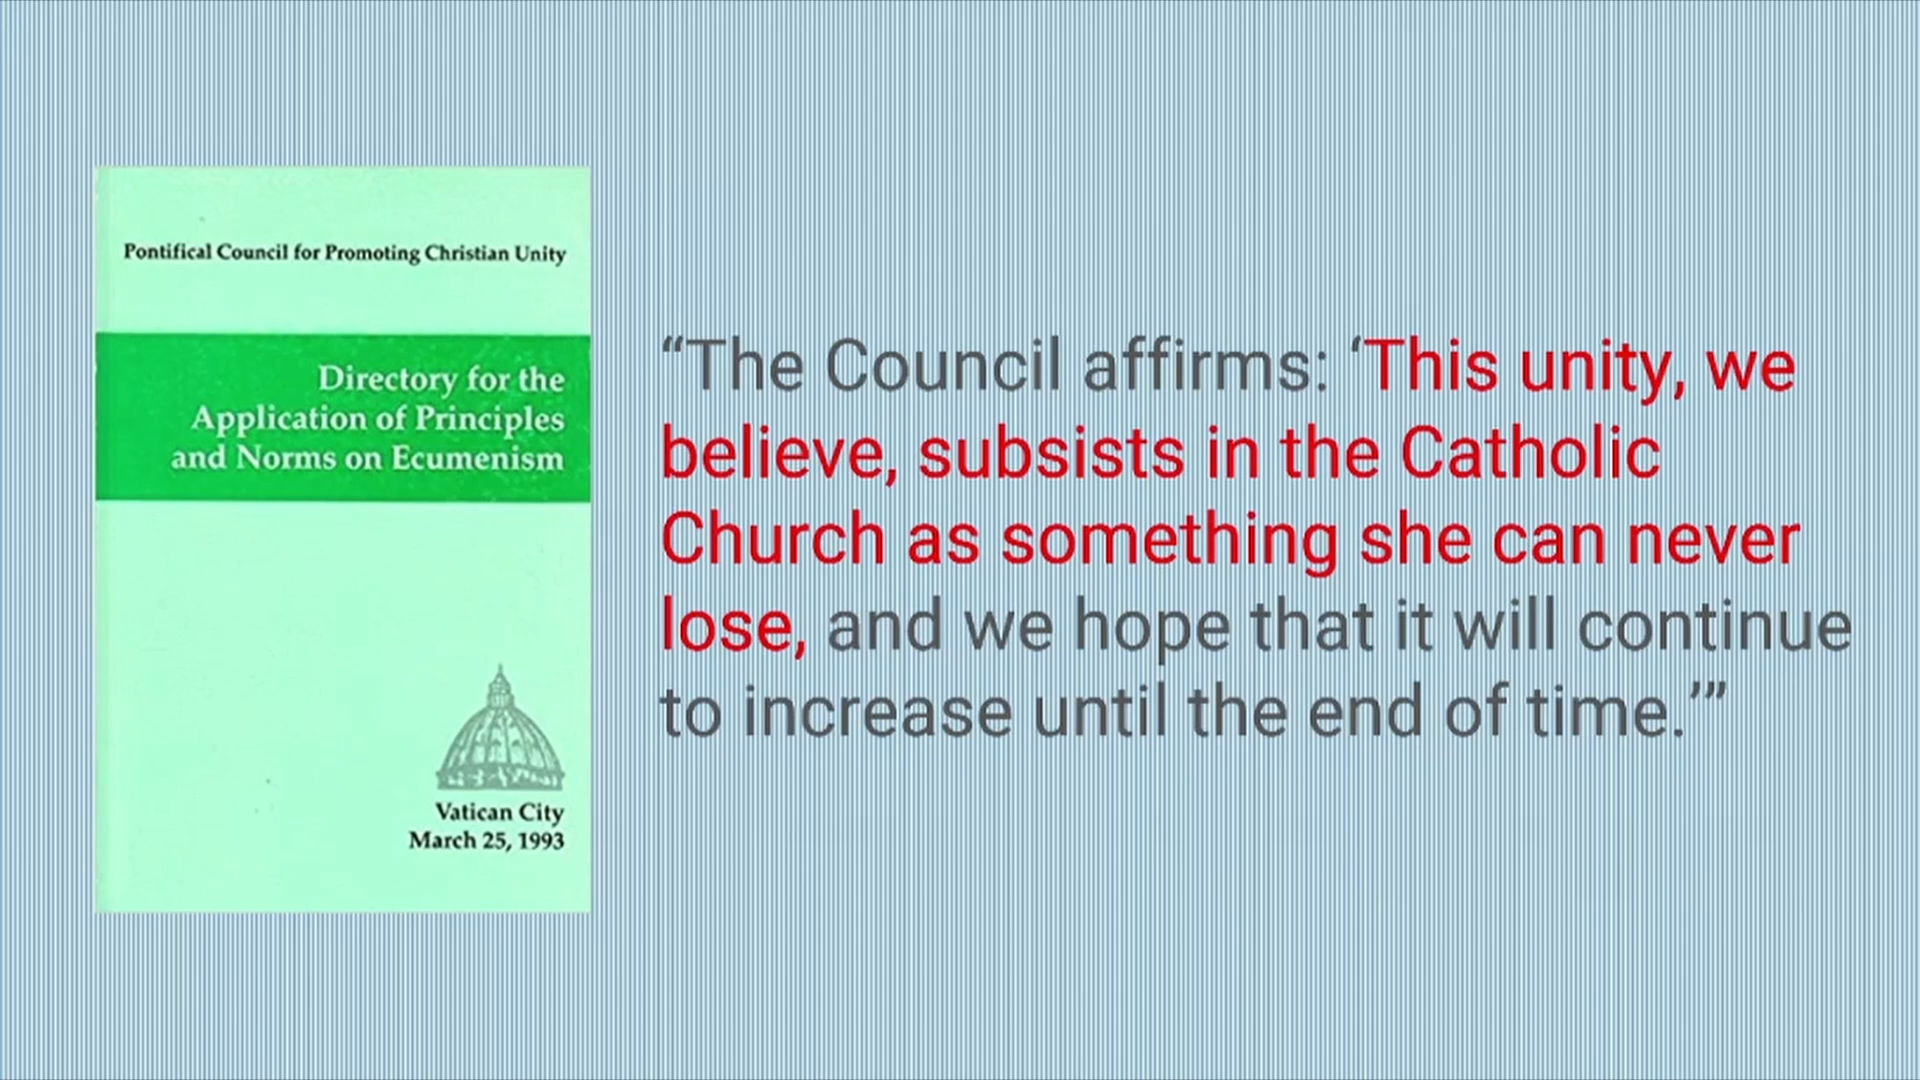 Pontifical Council for Promoting Christian Unity
Directory for the
Application of Principles
and Norms on Ecumenism
Vatican City
March 25, 1993
“The Council affirms: ‘This unity, we
believe, subsists in the Catholic
Church as something she can never
lose, and we hope that it will continue
to increase until the end of time.’”